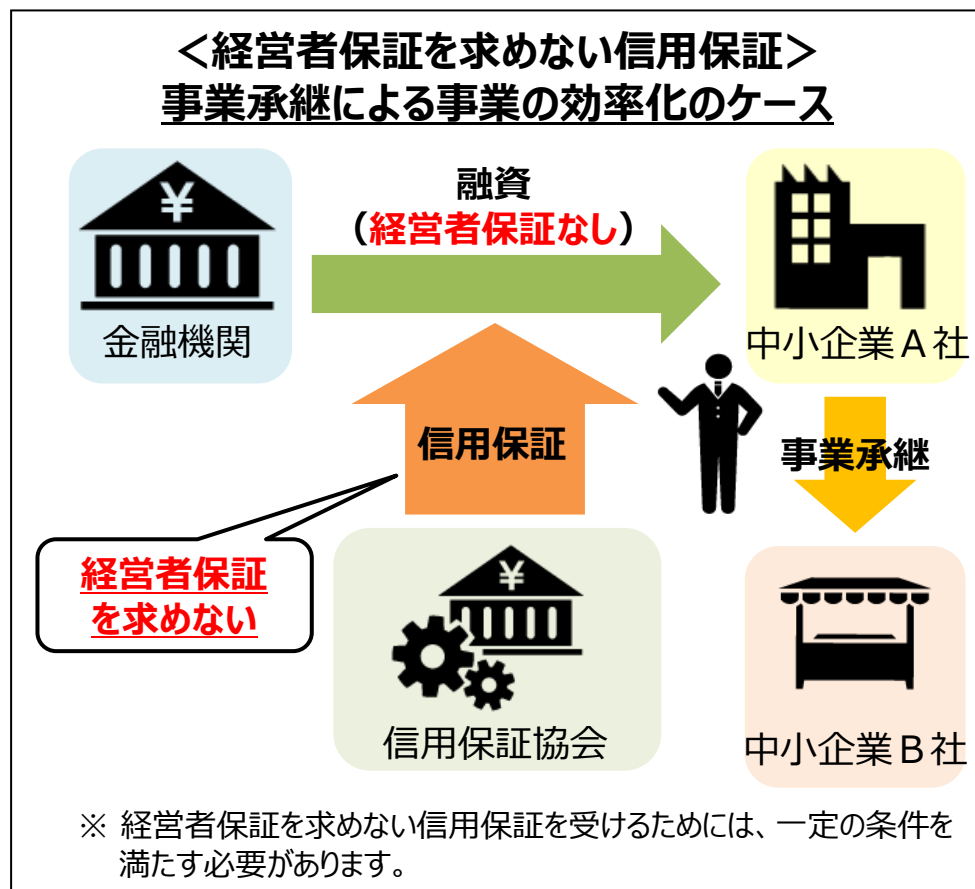 ＜経営者保証を求めない信用保証＞
事業承継による事業の効率化のケース
融資
（経営者保証なし）
¥
金融機関
中小企業Ａ社
信用保証
事業承継
経営者保証
を求めない
¥
信用保証協会
中小企業Ｂ社
※ 経営者保証を求めない信用保証を受けるためには、一定の条件を
満たす必要があります。